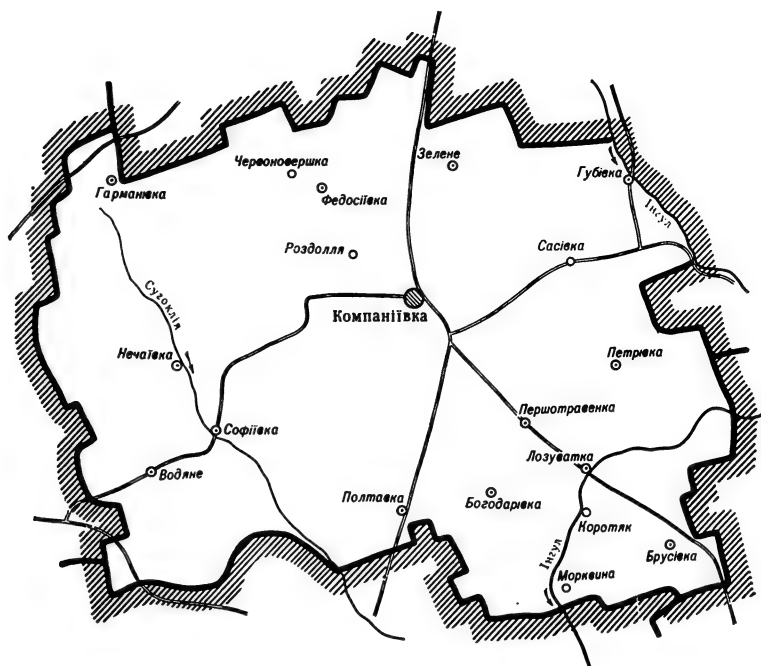 Зелене
Червоновершка
Губівка
Гарманівка
Федосіївка
Інгул
Роздолля
Сасівка
Сугоклія
Компаніївка
Нечаївка
Петрівка
Першотравенка
Софіївка
Лозуватка
Водяне
Полтавка
Богодарівка
Коротяк
Інгул
Брусівка
Морквина